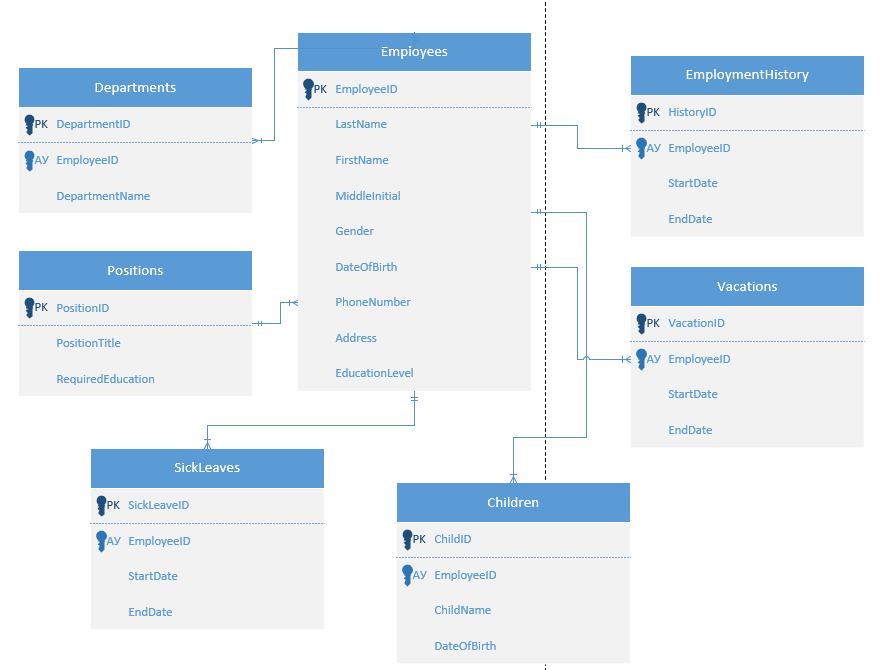 Employees
PK EmployeeID
LastName
FirstName
MiddleInitial
Gender
DateOfBirth
PhoneNumber
Address
EducationLevel
Departments
PK DepartmentID
АУ EmployeeID
DepartmentName
Positions
PK PositionID
PositionTitle
RequiredEducation
EmploymentHistory
PK HistoryID
АУ EmployeeID
StartDate
EndDate
Vacations
PK VacationID
АУ EmployeeID
StartDate
EndDate
SickLeaves
PK SickLeaveID
АУ EmployeeID
StartDate
EndDate
Children
PK ChildID
АУ EmployeeID
ChildName
DateOfBirth